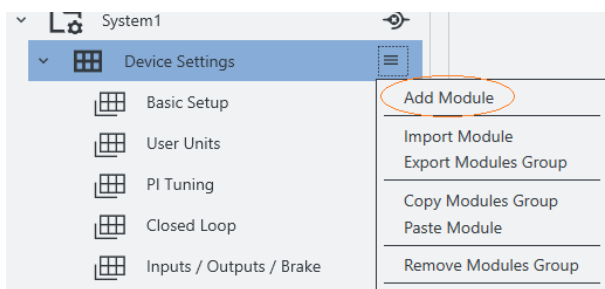 System1
Device Settings
Basic Setup
User Units
PI Tuning
Closed Loop
Inputs / Outputs / Brake
Add Module
Import Module
Export Modules Group
Copy Modules Group
Paste Module
Remove Modules Group